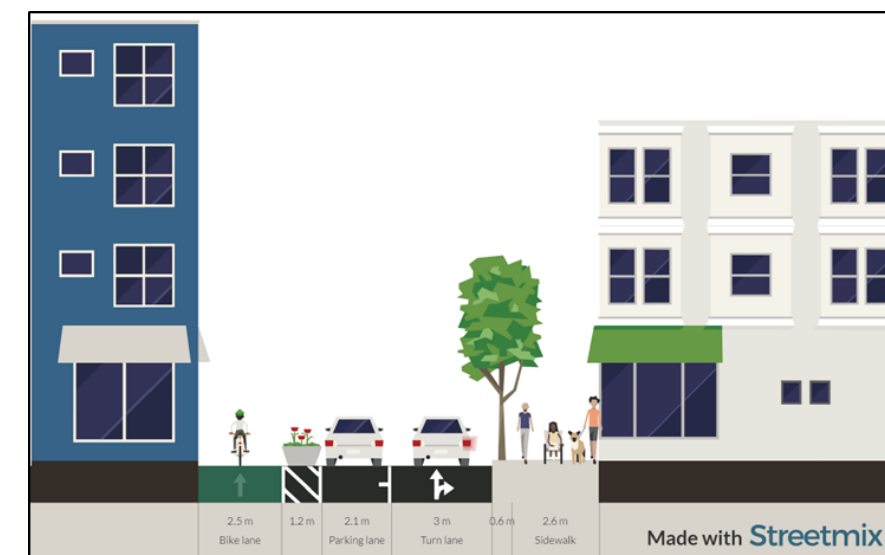 2.5 m
Bike lane
1.2 m
2.1 m
Parking lane
3 m
Turn lane
0.6 m
2.6 m
Sidewalk
Made with Streetmix